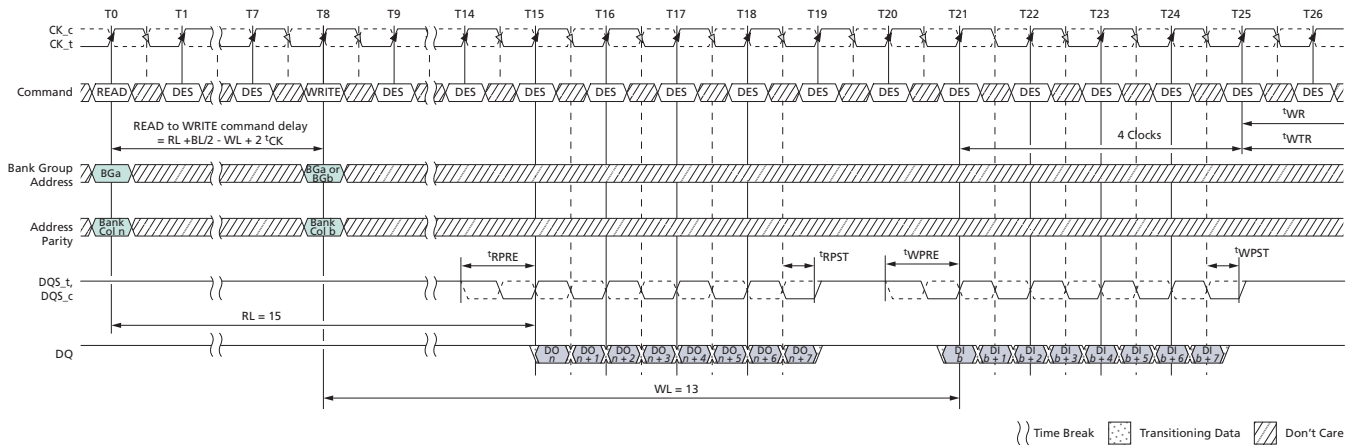 T0 T1 T7 T8 T9 T14 T15 T16 T17 T18 T19 T20 T21 T22 T23 T24 T25 T26
CK_c
CK_t
Command READ DES DES WRITE DES DES DES DES DES DES DES DES DES DES DES DES DES DES
READ to WRITE command delay
= RL +BL/2 - WL + 2 tCK
4 Clocks
tWR
tWTR
Bank Group
Address
BGa
BGa or
BGb
Address
Parity
Bank
Col n
Bank
Col b
tRPRE
tRPST
tWPRE
tWPST
DQS_t,
DQS_c
RL = 15
DQ
DO
n
DO
n + 1
DO
n + 2
DO
n + 3
DO
n + 4
DO
n + 5
DO
n + 6
DO
n + 7
DI
b
DI
b + 1
DI
b + 2
DI
b + 3
DI
b + 4
DI
b + 5
DI
b + 6
DI
b + 7
WL = 13
Time Break Transitioning Data Don't Care